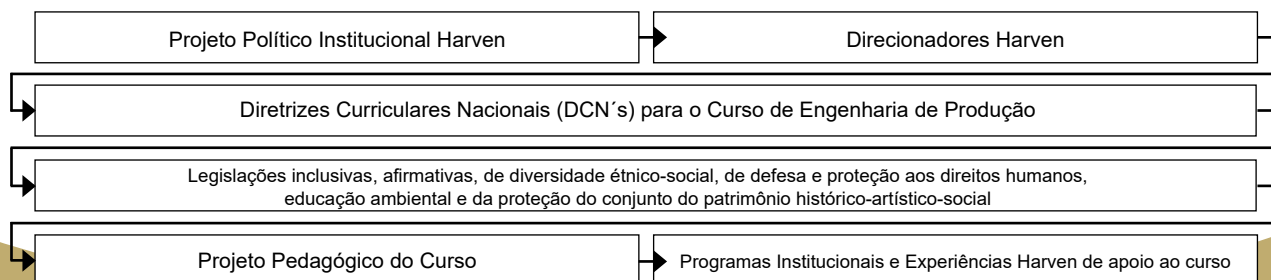 Projeto Político Institucional Harven
Direcionadores Harven
Diretrizes Curriculares Nacionais (DCN´s) para o Curso de Engenharia de Produção
Legislações inclusivas, afirmativas, de diversidade étnico-social, de defesa e proteção aos direitos humanos,
educação ambiental e da proteção do conjunto do patrimônio histórico-artístico-social
Projeto Pedagógico do Curso
Programas Institucionais e Experiências Harven de apoio ao curso